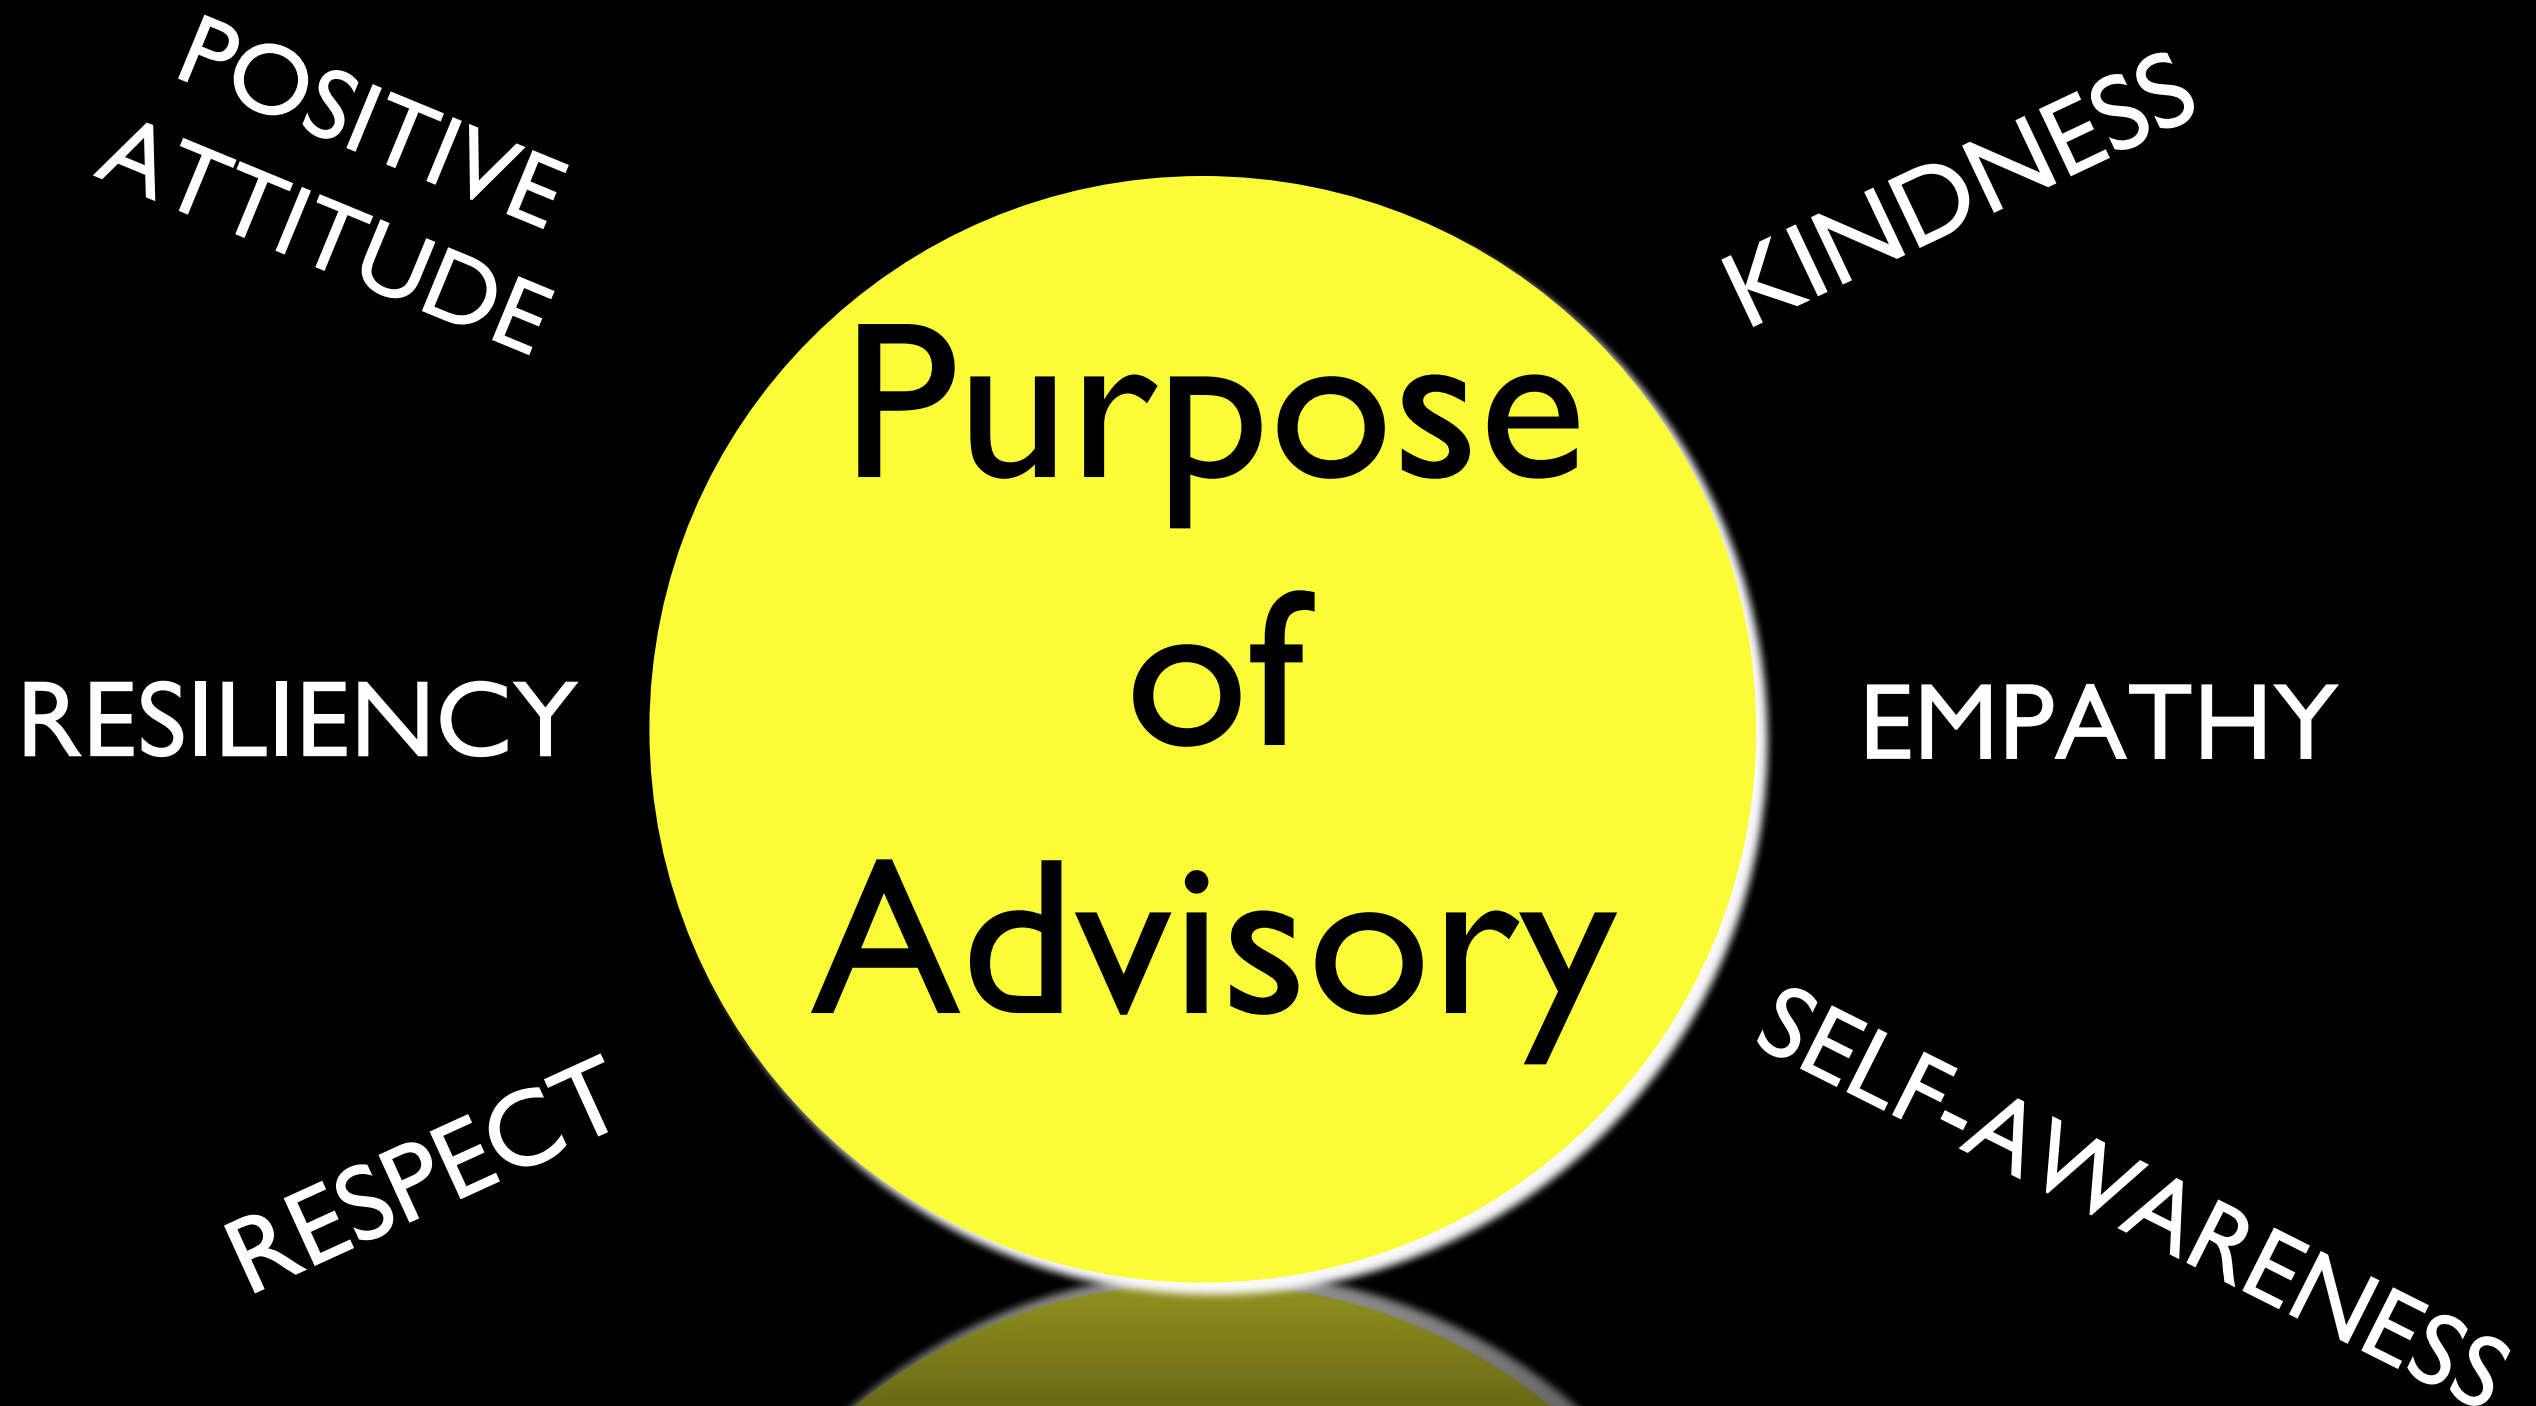 POSITIVE
ATTITUDE
KINDNESS
Purpose
of
Advisory
RESILIENCY
EMPATHY
RESPECT
SELF-AWARENESS